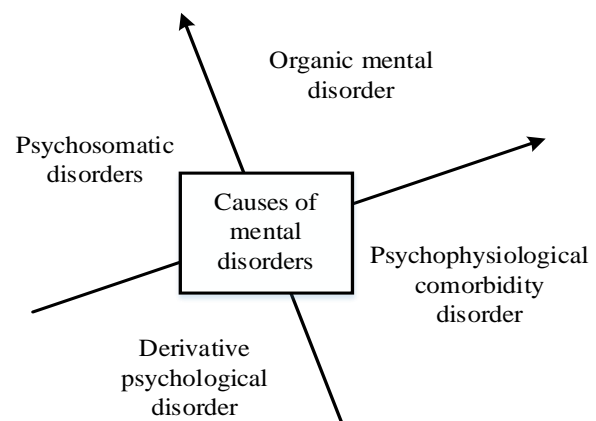 Organic mental
disorder
Psychosomatic
disorders
Causes of
mental
disorders
Psychophysiological
comorbidity
disorder
Derivative
psychological
disorder